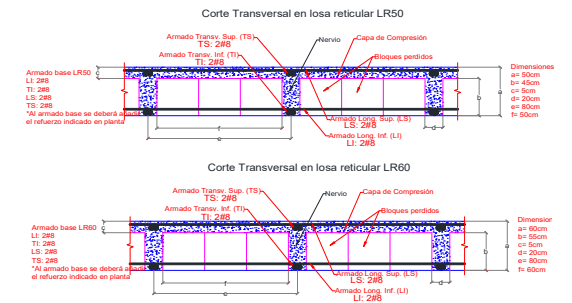 Corte Transversal en losa reticular LR50
Armado Transv. Sup. (TS)
TS: 2#8
Nervio
Capa de Compresión
Armado Transv. Inf. (TI)
TI: 2#8
Bloques perdidos
Armado base LR50
LI: 2#8
TI: 2#8
LS: 2#8
TS: 2#8
*Al armado base se deberá añadir
el refuerzo indicado en planta
c
f
e
d
b
a
Armado Long. Sup. (LS)
LS: 2#8
Armado Long. Inf. (LI)
LI: 2#8
Dimensiones
a= 50cm
b= 45cm
c= 5cm
d= 20cm
e= 80cm
f= 50cm
Corte Transversal en losa reticular LR60
Armado Transv. Sup. (TS)
TS: 2#8
Nervio
Capa de Compresión
Armado Transv. Inf. (TI)
TI: 2#8
Bloques perdidos
Armado base LR60
LI: 2#8
TI: 2#8
LS: 2#8
TS: 2#8
*Al armado base se deberá añadir
el refuerzo indicado en planta
c
f
e
d
b
a
Armado Long. Sup. (LS)
LS: 2#8
Armado Long. Inf. (LI)
LI: 2#8
Dimension
a= 60cm
b= 55cm
c= 5cm
d= 20cm
e= 80cm
f= 60cm